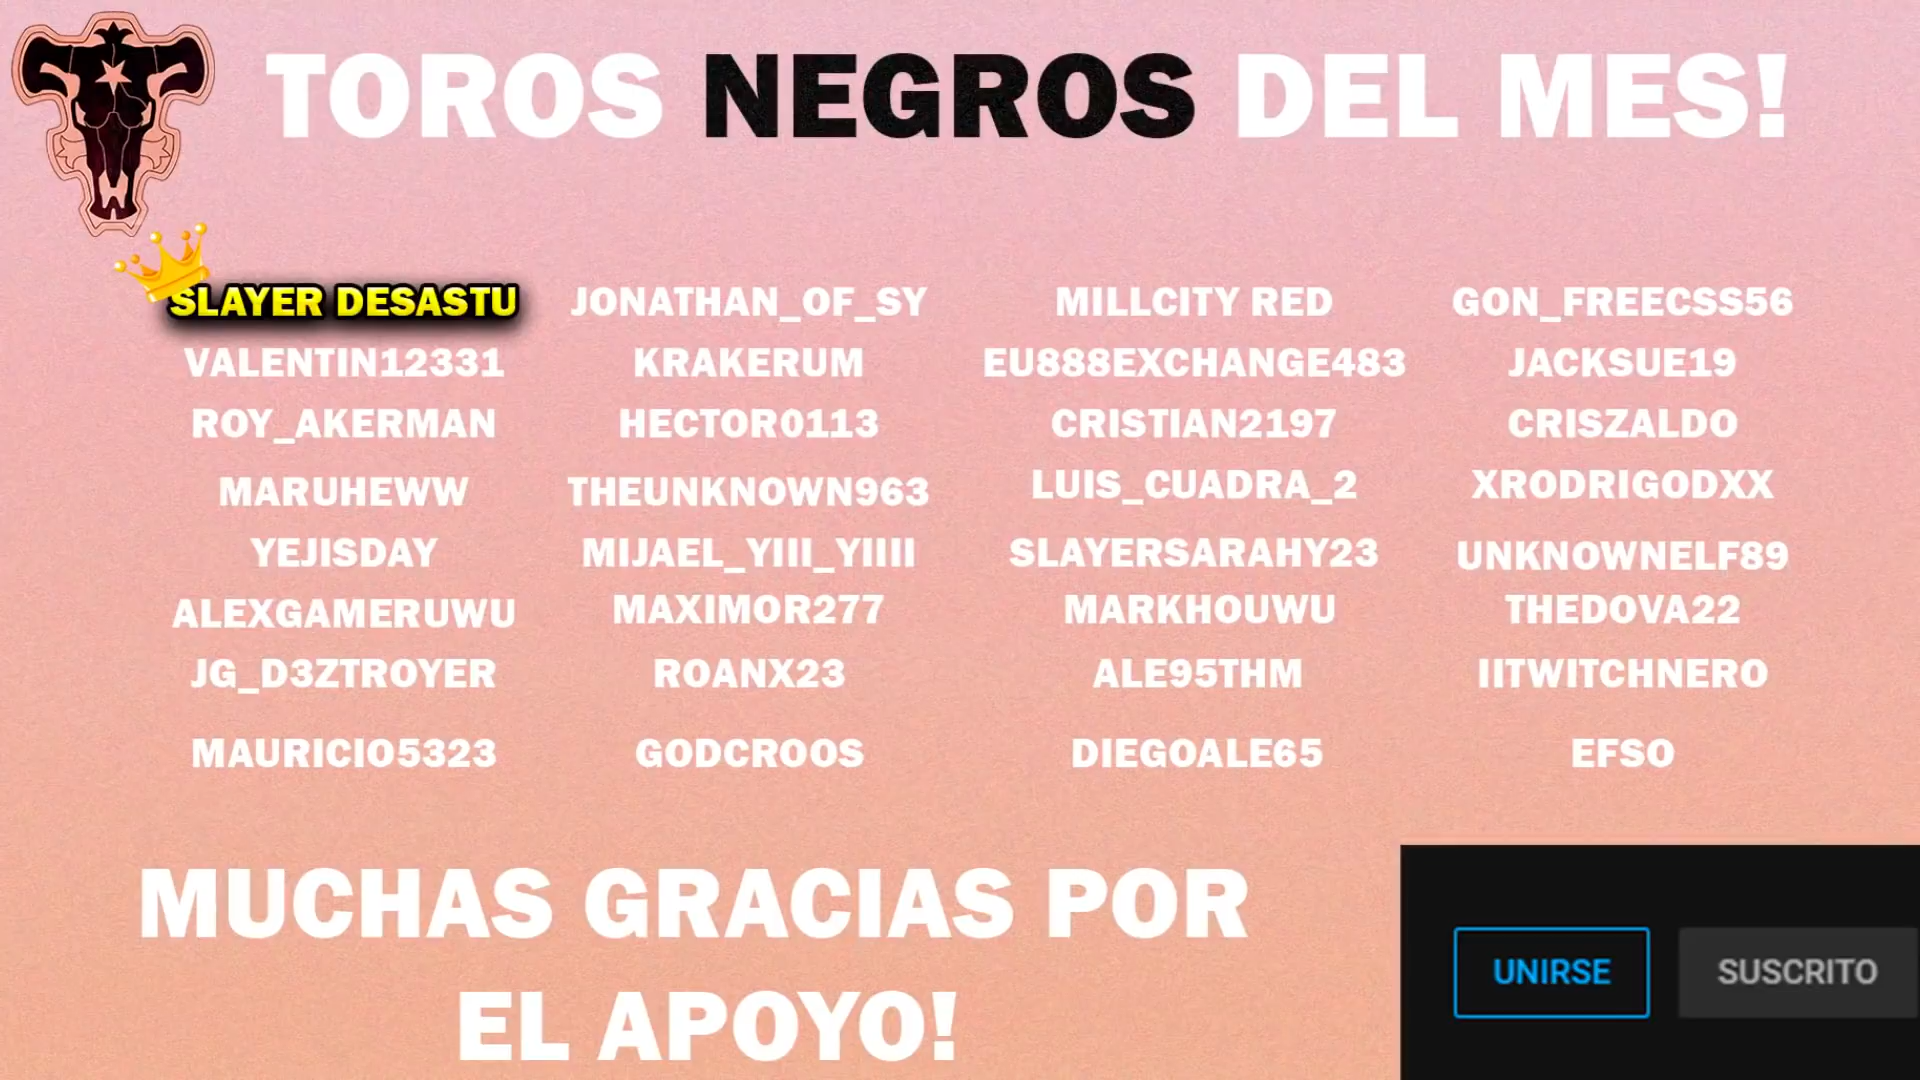 TOROS NEGROS DEL MES!
SLAYER DESASTU JONATHAN_OF_SY MILLCITY RED GON_FREECSS56
VALENTIN12331 KRAKERUM EU888EXCHANGE483 JACKSUE19
ROY_AKERMAN HECTOR0113 CRISTIAN2197 CRISZALDO
MARUHEWW THEUNKNOWN963 LUIS_CUADRA_2 XRODRIGODXX
YEJISDAY MIJAEL_YIII_YIIII SLAYERSARAHY23 UNKNOWNELF89
ALEXGAMERUWU MAXIMOR277 MARKHOUWU THEDOVA22
JG_D3ZTROYER ROANX23 ALE95THM IITWITCHNERO
MAURICIO5323 GODCROOS DIEGOALE65 EFSO
MUCHAS GRACIAS POR
EL APOYO!
UNIRSE SUSCRITO